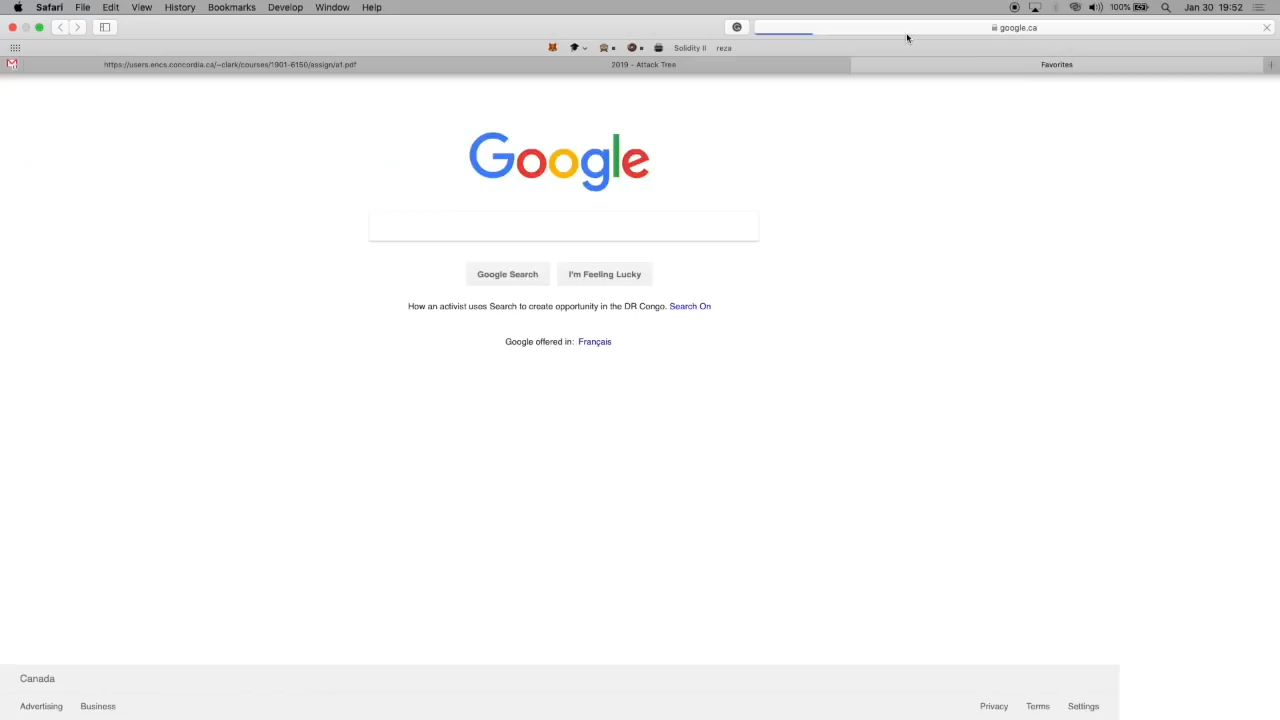 Safari File Edit View History Bookmarks Develop Window Help 100% Jan 30 19:52
google.ca
Solidity II reza
https://users.encs.concordia.ca/~clark/courses/1901-6150/assign/a1.pdf 2019 - Attack Tree Favorites
Google
Google Search I'm Feeling Lucky
How an activist uses Search to create opportunity in the DR Congo. Search On
Google offered in: Français
Canada
Advertising Business Privacy Terms Settings